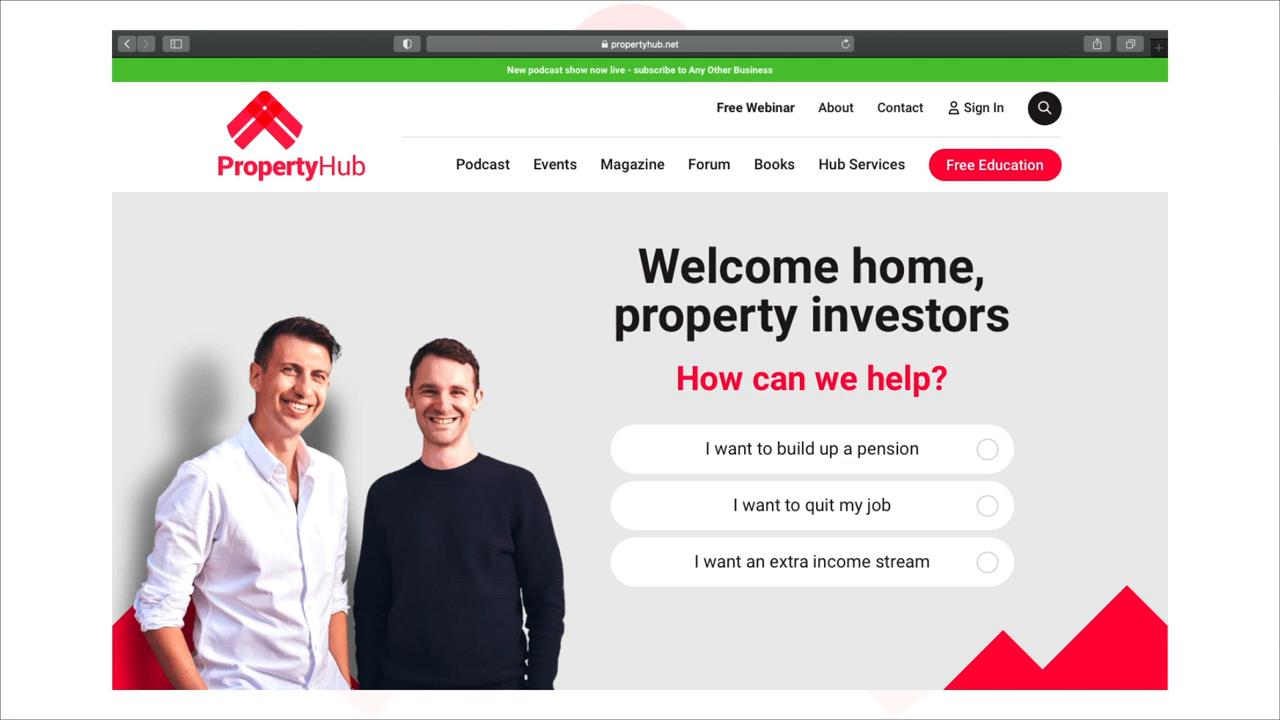 propertyhub.net
New podcast show now live - subscribe to Any Other Business
Free Webinar About Contact Sign In
PropertyHub
Podcast Events Magazine Forum Books Hub Services Free Education
Welcome home,
property investors
How can we help?
I want to build up a pension
I want to quit my job
I want an extra income stream